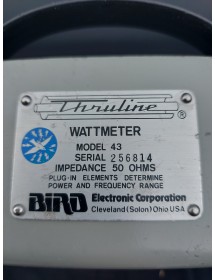 Thruline
®
WATTMETER
MODEL 43
SERIAL 256814
IMPEDANCE 50 OHMS
PLUG-IN ELEMENTS DETERMINE
POWER AND FREQUENCY RANGE
BIRD Electronic Corporation
Cleveland (Solon) Ohio USA